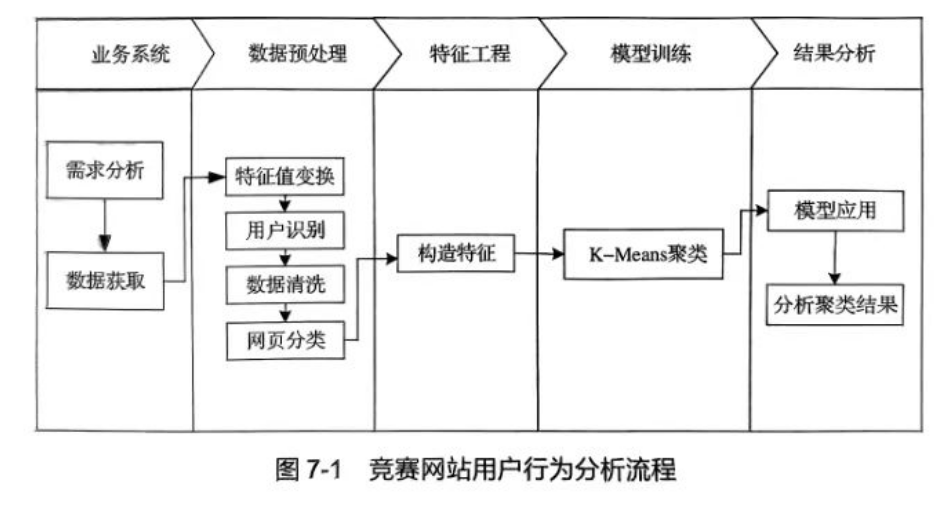 业务系统
数据预处理
特征工程
模型训练
结果分析
需求分析
数据获取
特征值变换
用户识别
数据清洗
网页分类
构造特征
K-Means聚类
模型应用
分析聚类结果
图 7-1 竞赛网站用户行为分析流程